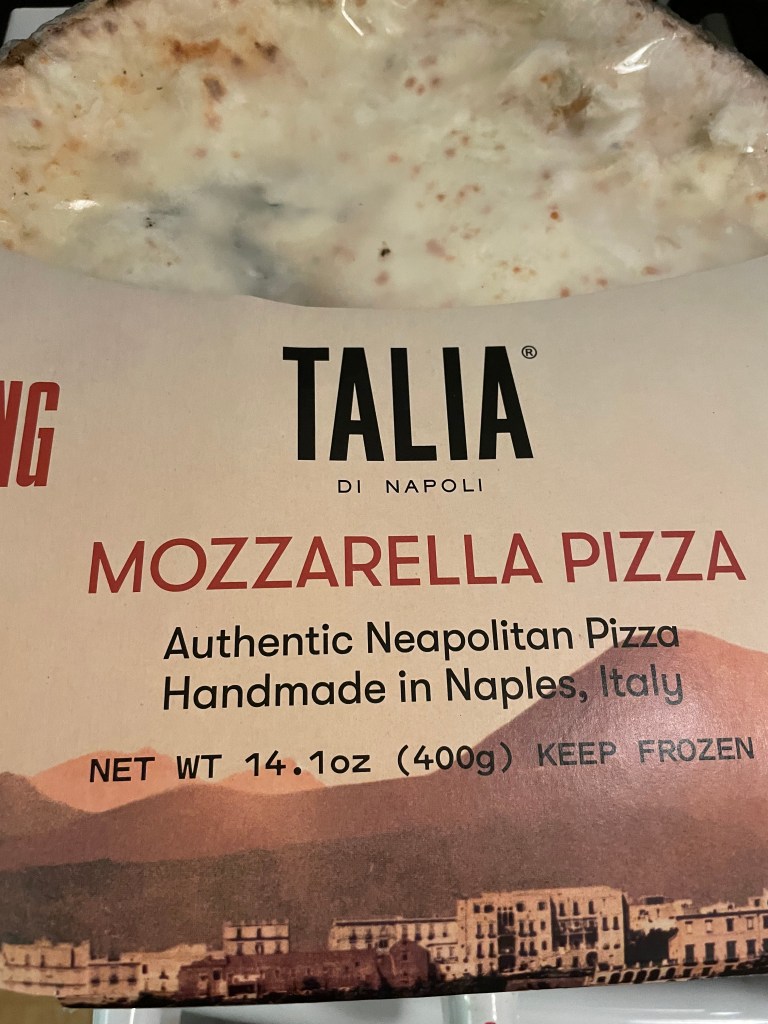 NG
TALIA®
DI NAPOLI
MOZZARELLA PIZZA
Authentic Neapolitan Pizza
Handmade in Naples, Italy
NET WT 14.1oz (400g) KEEP FROZEN